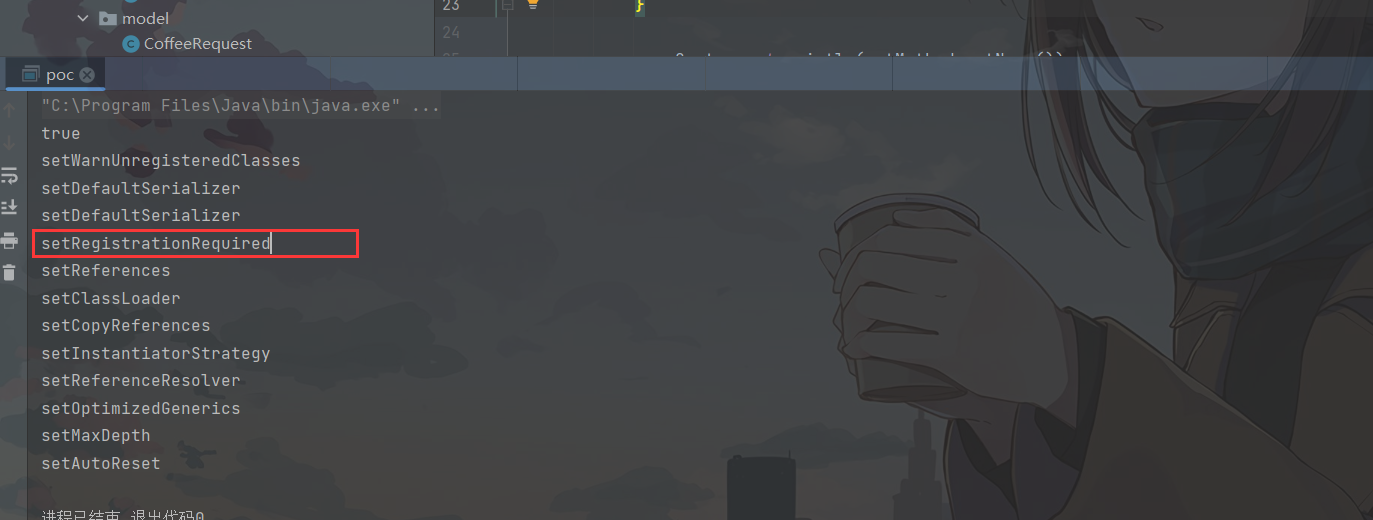 model
23
CoffeeRequest
24
poc
"C:\Program Files\Java\bin\java.exe" ...
true
setWarnUnregisteredClasses
setDefaultSerializer
setDefaultSerializer
setRegistrationRequired
setReferences
setClassLoader
setCopyReferences
setInstantiatorStrategy
setReferenceResolver
setOptimizedGenerics
setMaxDepth
setAutoReset
进程已结束,退出代码0